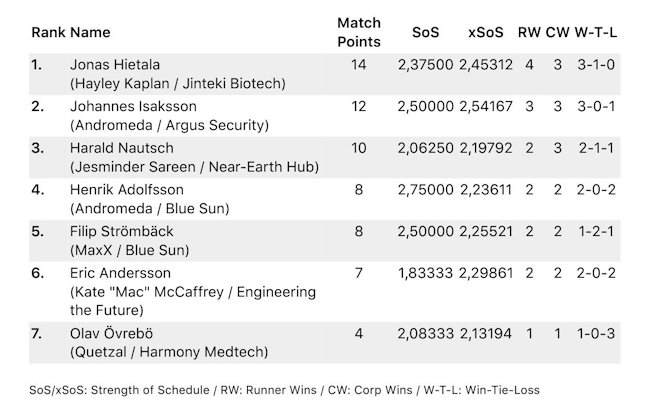 Rank Name Match Points SoS xSoS RW CW W-T-L
1. Jonas Hietala 14 2,37500 2,45312 4 3 3-1-0
(Hayley Kaplan / Jinteki Biotech)
2. Johannes Isaksson 12 2,50000 2,54167 3 3 3-0-1
(Andromeda / Argus Security)
3. Harald Nautsch 10 2,06250 2,19792 2 3 2-1-1
(Jesminder Sareen / Near-Earth Hub)
4. Henrik Adolfsson 8 2,75000 2,23611 2 2 2-0-2
(Andromeda / Blue Sun)
5. Filip Strömbäck 8 2,50000 2,25521 2 2 1-2-1
(MaxX / Blue Sun)
6. Eric Andersson 7 1,83333 2,29861 2 2 2-0-2
(Kate "Mac" McCaffrey / Engineering
the Future)
7. Olav Övrebö 4 2,08333 2,13194 1 1 1-0-3
(Quetzal / Harmony Medtech)
SoS/xSoS: Strength of Schedule / RW: Runner Wins / CW: Corp Wins / W-T-L: Win-Tie-Loss